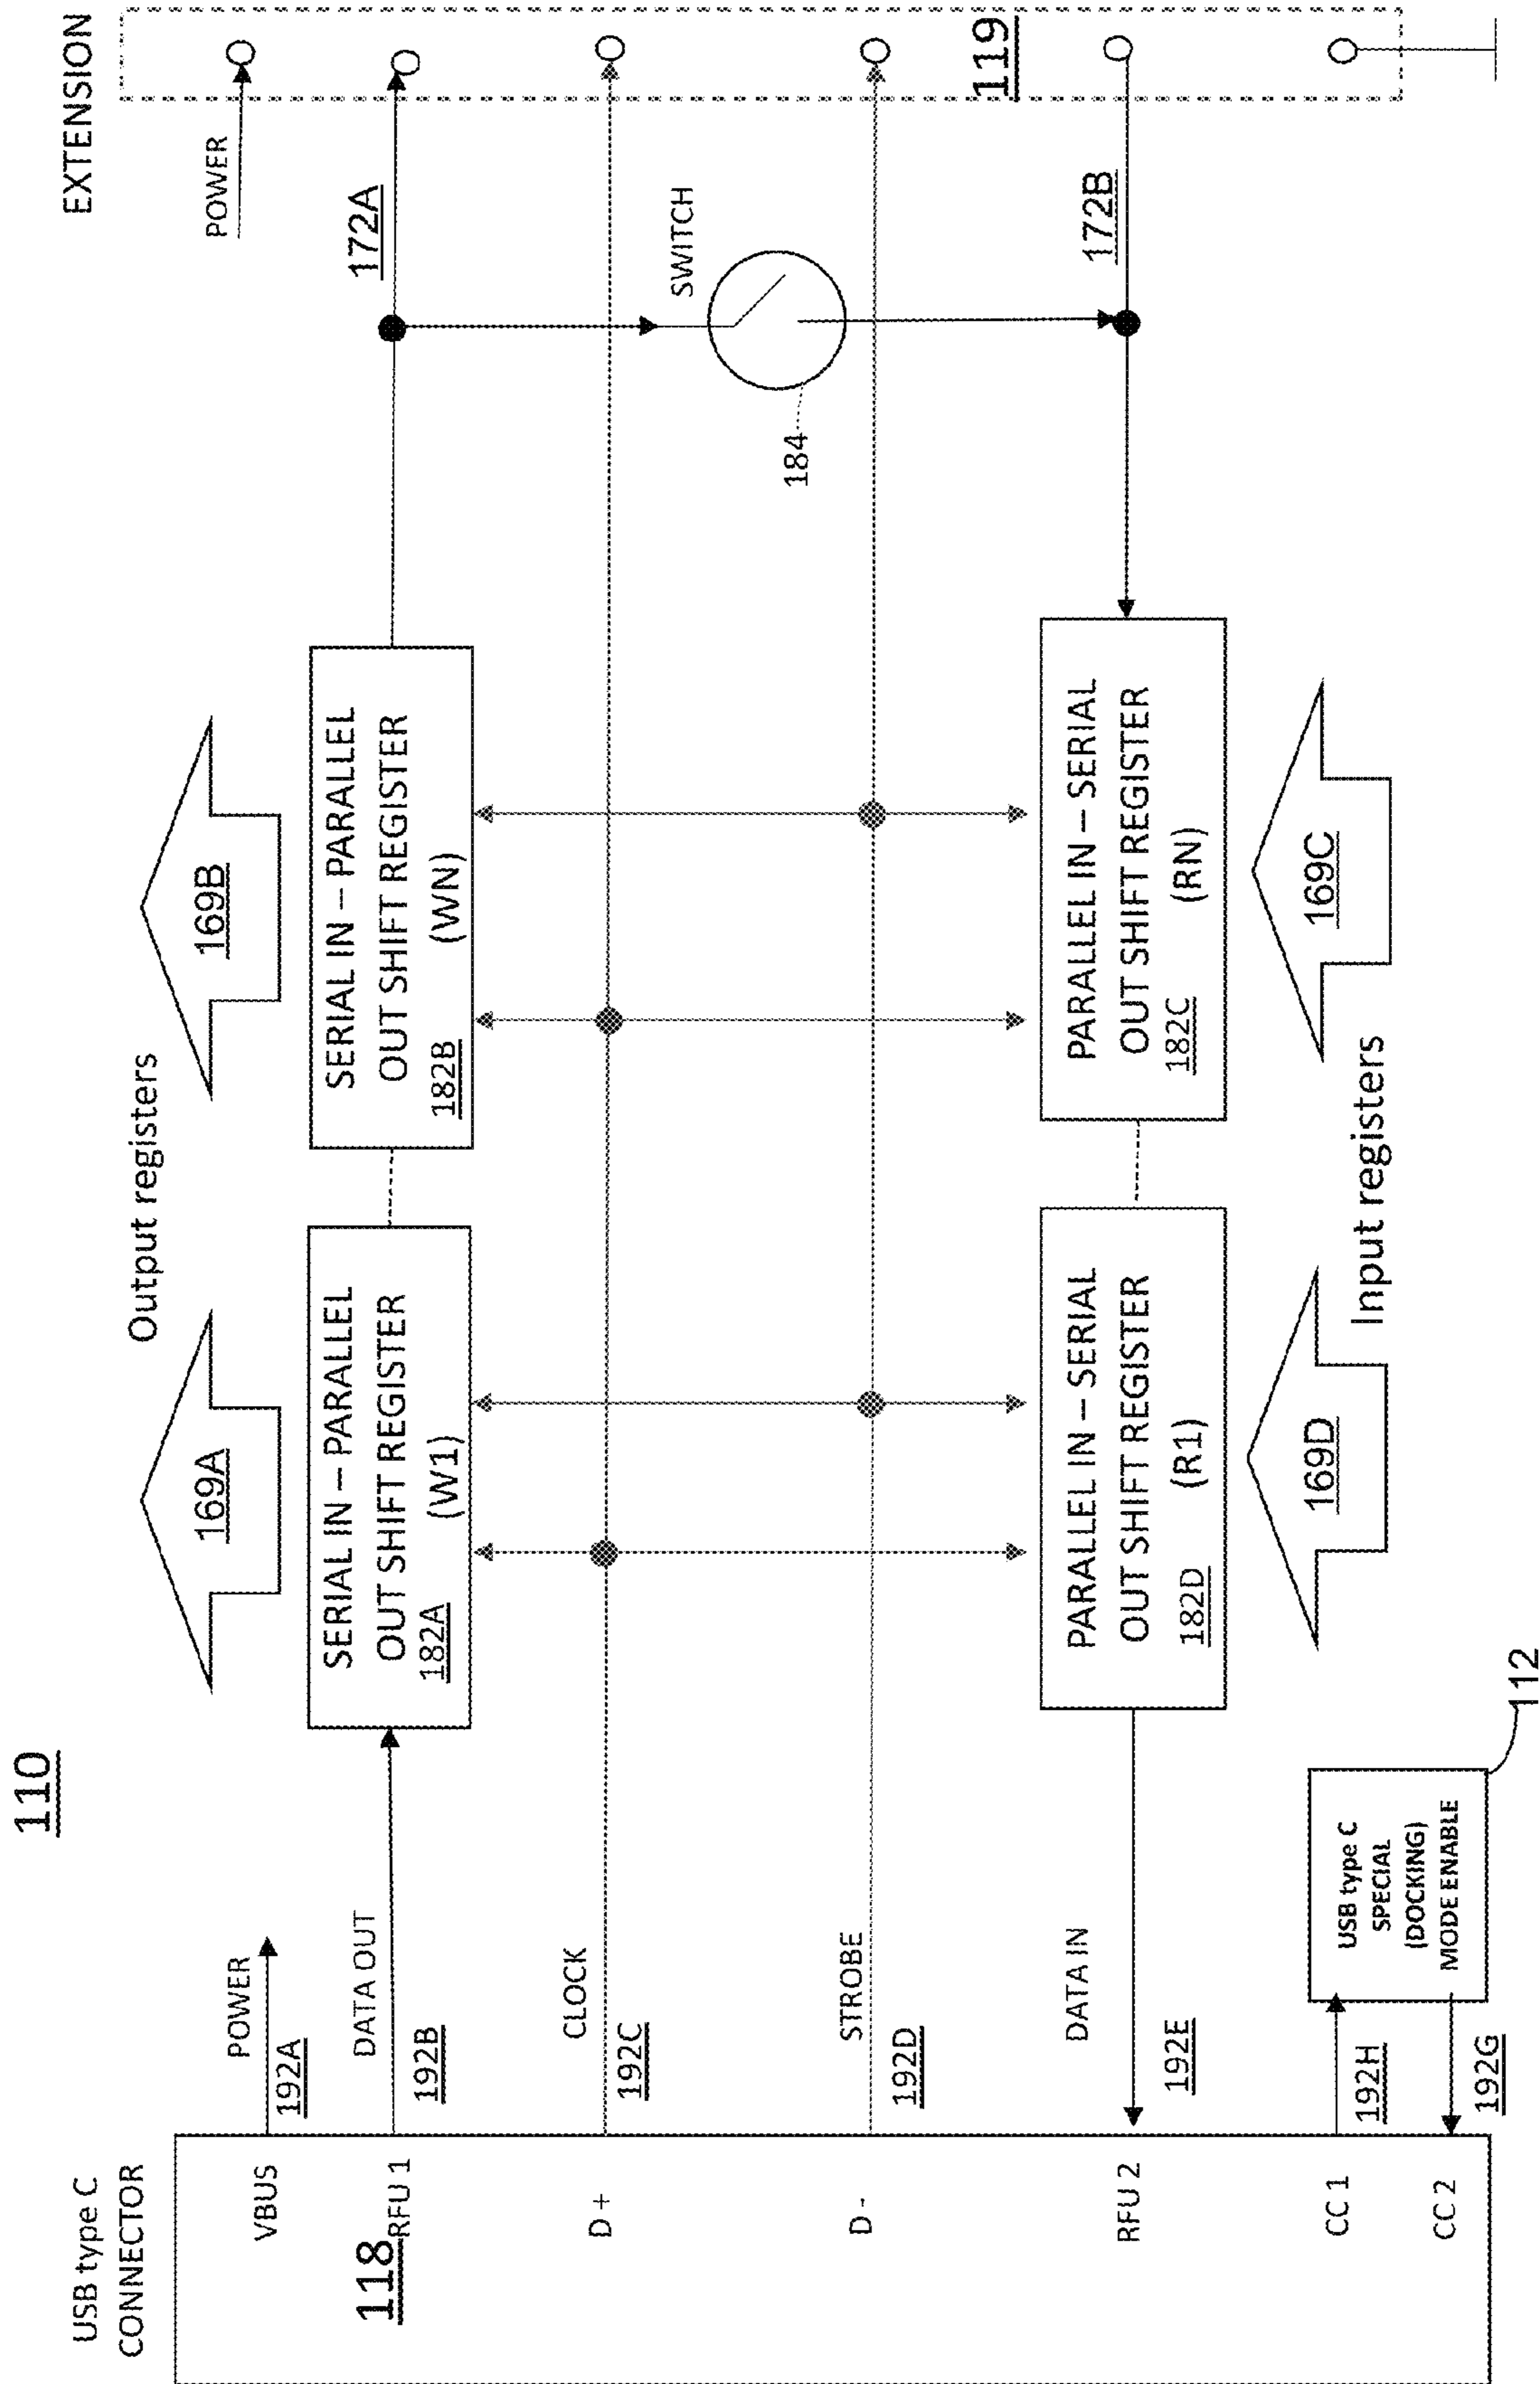 110
USB type C
CONNECTOR
118
VBUS
RFU 1
D +
D -
RFU 2
CC 1
CC 2
POWER
192A
DATA OUT
192B
CLOCK
192C
STROBE
192D
DATA IN
192E
192H
192G
USB type C
SPECIAL
(DOCKING)
MODE ENABLE
112
Output registers
169A
169B
SERIAL IN – PARALLEL
OUT SHIFT REGISTER
182A
(W1)
SERIAL IN – PARALLEL
OUT SHIFT REGISTER
182B
(WN)
PARALLEL IN – SERIAL
OUT SHIFT REGISTER
182D
(R1)
PARALLEL IN – SERIAL
OUT SHIFT REGISTER
182C
(RN)
169D
169C
Input registers
184
SWITCH
172A
172B
EXTENSION
POWER
119